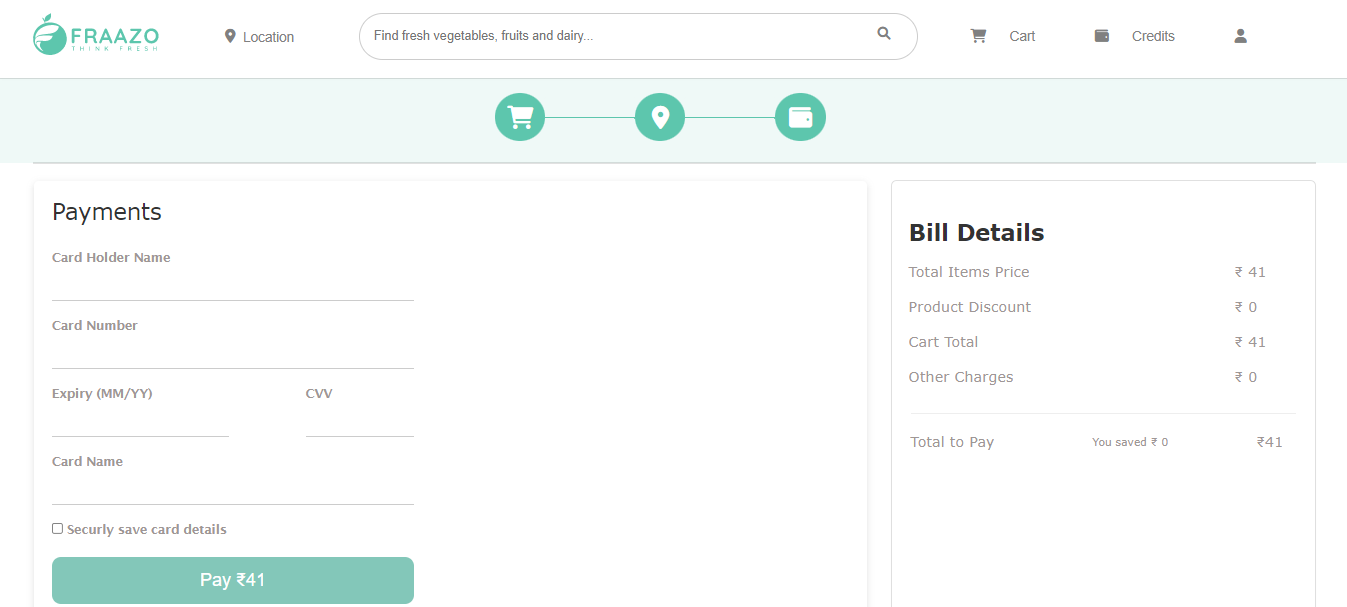 FRAAZO
THINK FRESH
Location
Find fresh vegetables, fruits and dairy...
Cart
Credits
Payments
Card Holder Name
Card Number
Expiry (MM/YY) CVV
Card Name
Securly save card details
Pay ₹41
Bill Details
Total Items Price ₹ 41
Product Discount ₹ 0
Cart Total ₹ 41
Other Charges ₹ 0
Total to Pay You saved ₹ 0 ₹41